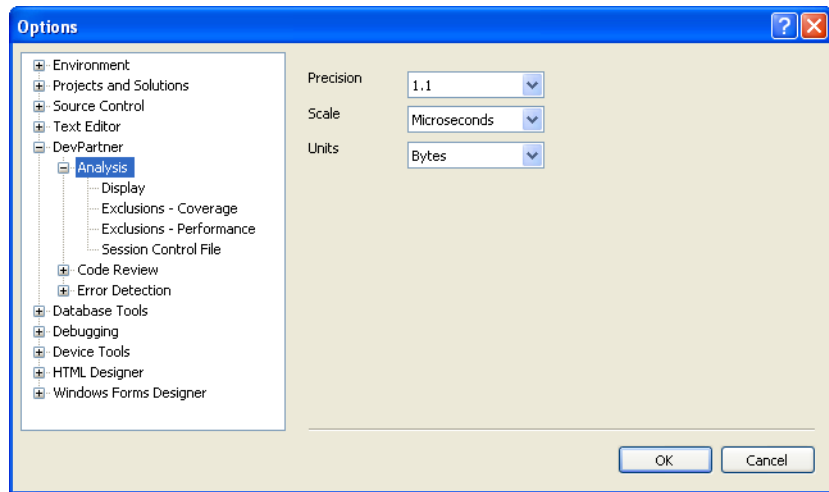 Options
Environment
Projects and Solutions
Source Control
Text Editor
DevPartner
Analysis
Display
Exclusions - Coverage
Exclusions - Performance
Session Control File
Code Review
Error Detection
Database Tools
Debugging
Device Tools
HTML Designer
Windows Forms Designer
Precision 1.1
Scale Microseconds
Units Bytes
OK Cancel